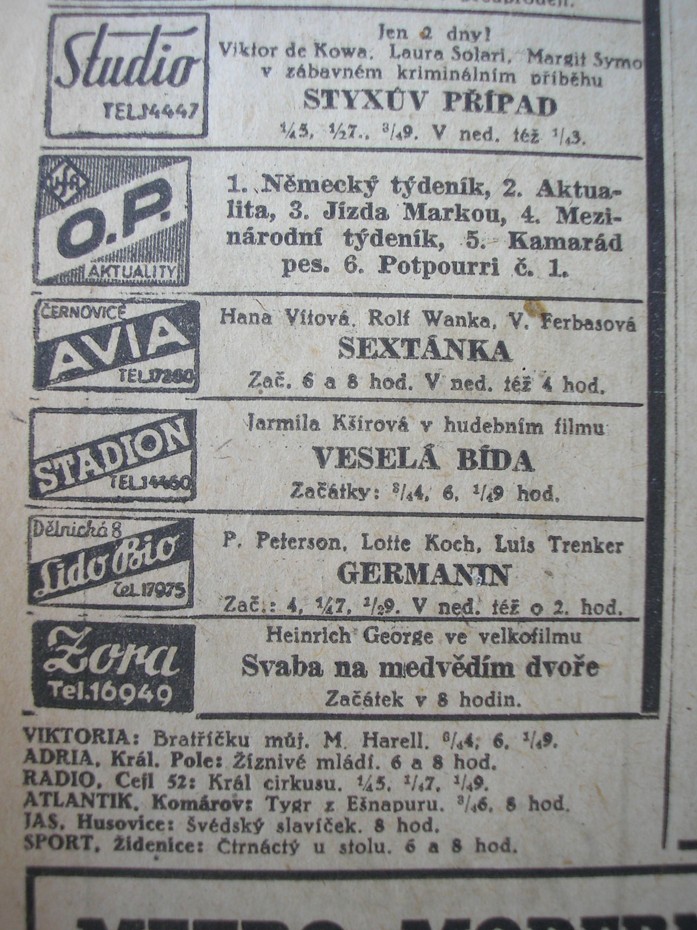 Studio
TEL.14447
Jen 2 dny!
Viktor de Kowa, Laura Solari, Margit Symo
v zábavném kriminálním příběhu
STYXŮV PŘÍPAD
¼5, ½7., ¾9. V ned. též ½3.
UFA
O.P.
AKTUALITY
1. Německý týdeník, 2. Aktua-
lita, 3. Jízda Markou, 4. Mezi-
národní týdeník, 5. Kamarád
pes. 6. Potpourri č. 1.
ČERNOVICE
AVIA
TEL.17260
Hana Vítová, Rolf Wanka, V. Ferbasová
SEXTÁNKA
Zač. 6 a 8 hod. V ned. též 4 hod.
STADION
TEL.14460
Jarmila Kšírová v hudebním filmu
VESELÁ BÍDA
Začátky: ¾4, 6, ¼9 hod.
Dělnická 8
Lido Bio
Tel.17975
P. Peterson, Lotte Koch, Luis Trenker
GERMANIN
Zač.: 4, ¼7, ½9. V ned. též o 2. hod.
Zora
Tel.16949
Heinrich George ve velkofilmu
Svaba na medvědím dvoře
Začátek v 8 hodin.
VIKTORIA: Bratříčku můj. M. Harell. ¾4, 6, ¼9.
ADRIA, Král. Pole: Žíznivé mládí. 6 a 8 hod.
RADIO, Cejl 52: Král cirkusu. ¼5, ¼7, ¼9.
ATLANTIK, Komárov: Tygr z Ešnapuru. ¾6, 8 hod.
JAS, Husovice: Švédský slavíček. 8 hod.
SPORT, Židenice: Čtrnáctý u stolu. 6 a 8 hod.